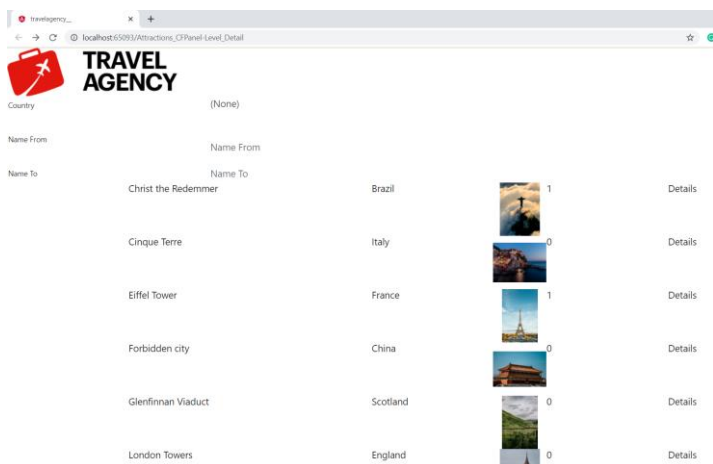 travelagency__
localhost:65093/Attractions_CFPanel-Level_Detail
TRAVEL
AGENCY
Country (None)
Name From Name From
Name To Name To
Christ the Redemmer Brazil 1 Details
Cinque Terre Italy 0 Details
Eiffel Tower France 1 Details
Forbidden city China 0 Details
Glenfinnan Viaduct Scotland 0 Details
London Towers England 0 Details